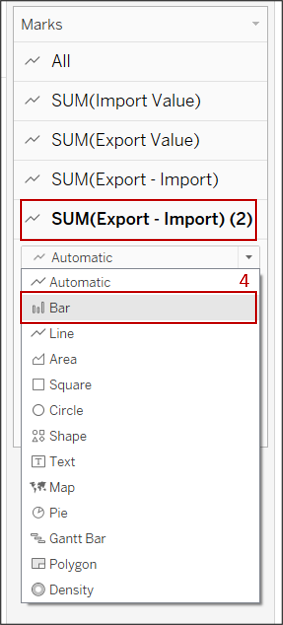 Marks
All
SUM(Import Value)
SUM(Export Value)
SUM(Export - Import)
SUM(Export - Import) (2)
Automatic
Automatic 4
Bar
Line
Area
Square
Circle
Shape
Text
Map
Pie
Gantt Bar
Polygon
Density